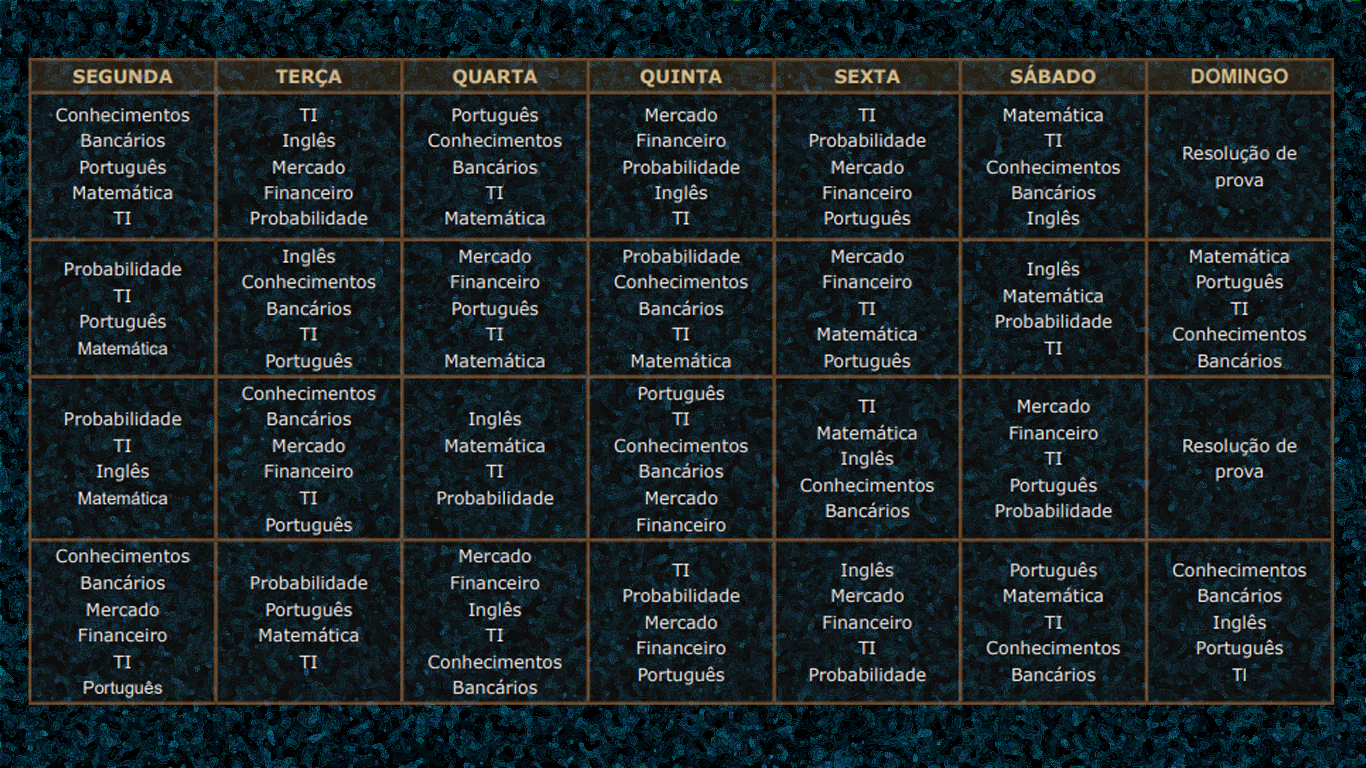 SEGUNDA TERÇA QUARTA QUINTA SEXTA SÁBADO DOMINGO
Conhecimentos
Bancários
Português
Matemática
TI
TI
Inglês
Mercado
Financeiro
Probabilidade
Português
Conhecimentos
Bancários
TI
Matemática
Mercado
Financeiro
Probabilidade
Inglês
TI
TI
Probabilidade
Mercado
Financeiro
Português
Matemática
TI
Conhecimentos
Bancários
Inglês
Resolução de
prova
Probabilidade
TI
Português
Matemática
Inglês
Conhecimentos
Bancários
TI
Português
Mercado
Financeiro
Português
TI
Matemática
Probabilidade
Conhecimentos
Bancários
TI
Matemática
Mercado
Financeiro
TI
Matemática
Português
Inglês
Matemática
Probabilidade
TI
Matemática
Português
TI
Conhecimentos
Bancários
Probabilidade
TI
Inglês
Matemática
Conhecimentos
Bancários
Mercado
Financeiro
TI
Português
Inglês
Matemática
TI
Probabilidade
Português
TI
Conhecimentos
Bancários
Mercado
Financeiro
TI
Matemática
Inglês
Conhecimentos
Bancários
Mercado
Financeiro
TI
Português
Probabilidade
Resolução de
prova
Conhecimentos
Bancários
Mercado
Financeiro
TI
Português
Probabilidade
Português
Matemática
TI
Mercado
Financeiro
Inglês
TI
Conhecimentos
Bancários
TI
Probabilidade
Mercado
Financeiro
Português
Inglês
Mercado
Financeiro
TI
Probabilidade
Português
Matemática
TI
Conhecimentos
Bancários
Conhecimentos
Bancários
Inglês
Português
TI